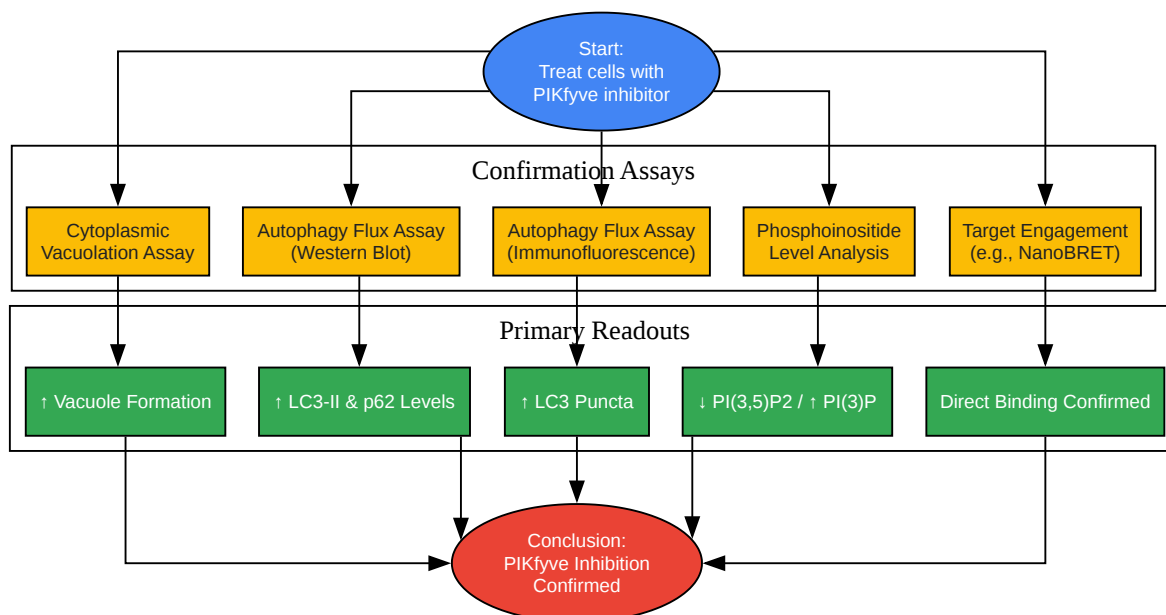 Start:
Treat cells with
PIKfyve inhibitor
Confirmation Assays
Cytoplasmic
Vacuolation Assay
Autophagy Flux Assay
(Western Blot)
Autophagy Flux Assay
(Immunofluorescence)
Phosphoinositide
Level Analysis
Target Engagement
(e.g., NanoBRET)
Primary Readouts
↑ Vacuole Formation
↑ LC3-II & p62 Levels
↑ LC3 Puncta
↓ PI(3,5)P2 / ↑ PI(3)P
Direct Binding Confirmed
Conclusion:
PIKfyve Inhibition
Confirmed